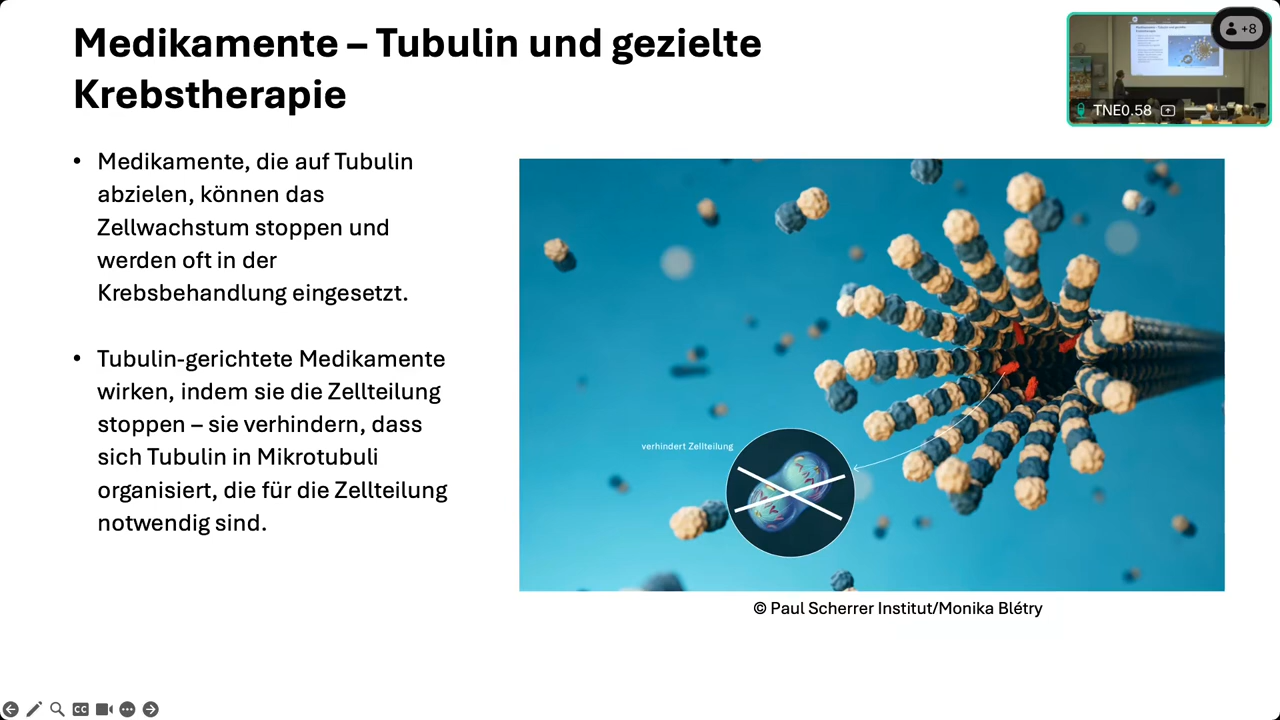 Medikamente – Tubulin und gezielte
Krebstherapie
+8
TNE0.58
• Medikamente, die auf Tubulin
abzielen, können das
Zellwachstum stoppen und
werden oft in der
Krebsbehandlung eingesetzt.
• Tubulin-gerichtete Medikamente
wirken, indem sie die Zellteilung
stoppen – sie verhindern, dass
sich Tubulin in Mikrotubuli
organisiert, die für die Zellteilung
notwendig sind.
verhindert Zellteilung
© Paul Scherrer Institut/Monika Blétry
CC